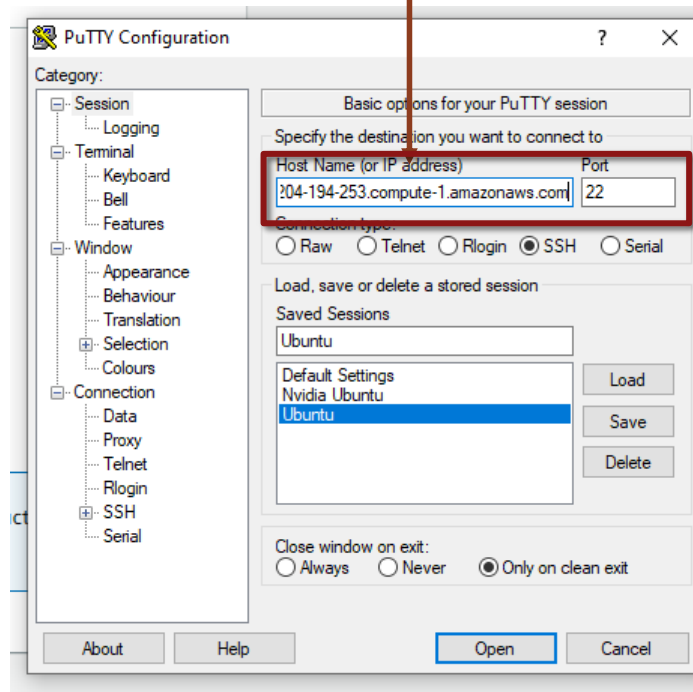 PuTTY Configuration ? X
Category:
Session
Logging
Terminal
Keyboard
Bell
Features
Window
Appearance
Behaviour
Translation
Selection
Colours
Connection
Data
Proxy
Telnet
Rlogin
SSH
Serial
Basic options for your PuTTY session
Specify the destination you want to connect to
Host Name (or IP address) Port
204-194-253.compute-1.amazonaws.com 22
Connection type:
Raw Telnet Rlogin SSH Serial
Load, save or delete a stored session
Saved Sessions
Ubuntu
Default Settings
Nvidia Ubuntu
Ubuntu
Load
Save
Delete
Close window on exit:
Always Never Only on clean exit
About Help Open Cancel